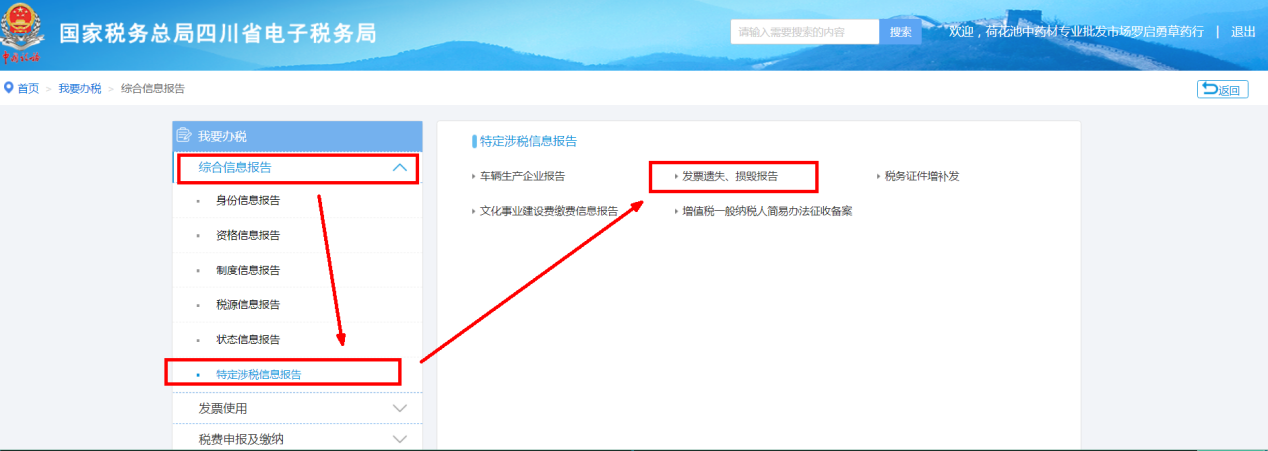 国家税务总局四川省电子税务局
请输入需要搜索的内容 搜索 欢迎，荷花池中药材专业批发市场罗启勇草药行 | 退出
中国税务
首页 > 我要办税 > 综合信息报告 返回
我要办税
综合信息报告
身份信息报告
资格信息报告
制度信息报告
税源信息报告
状态信息报告
特定涉税信息报告
发票使用
税费申报及缴纳
特定涉税信息报告
车辆生产企业报告 发票遗失、损毁报告 税务证件增补发
文化事业建设费缴费信息报告 增值税一般纳税人简易办法征收备案